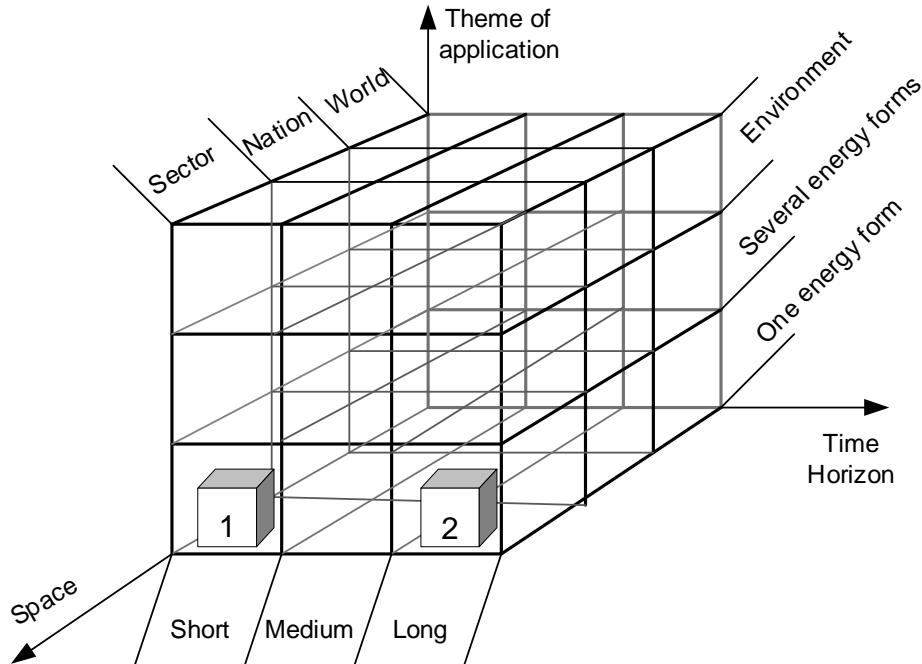 Theme of
application
World
Nation
Sector
Environment
Several energy forms
One energy form
Time
Horizon
1
2
Space
Short
Medium
Long